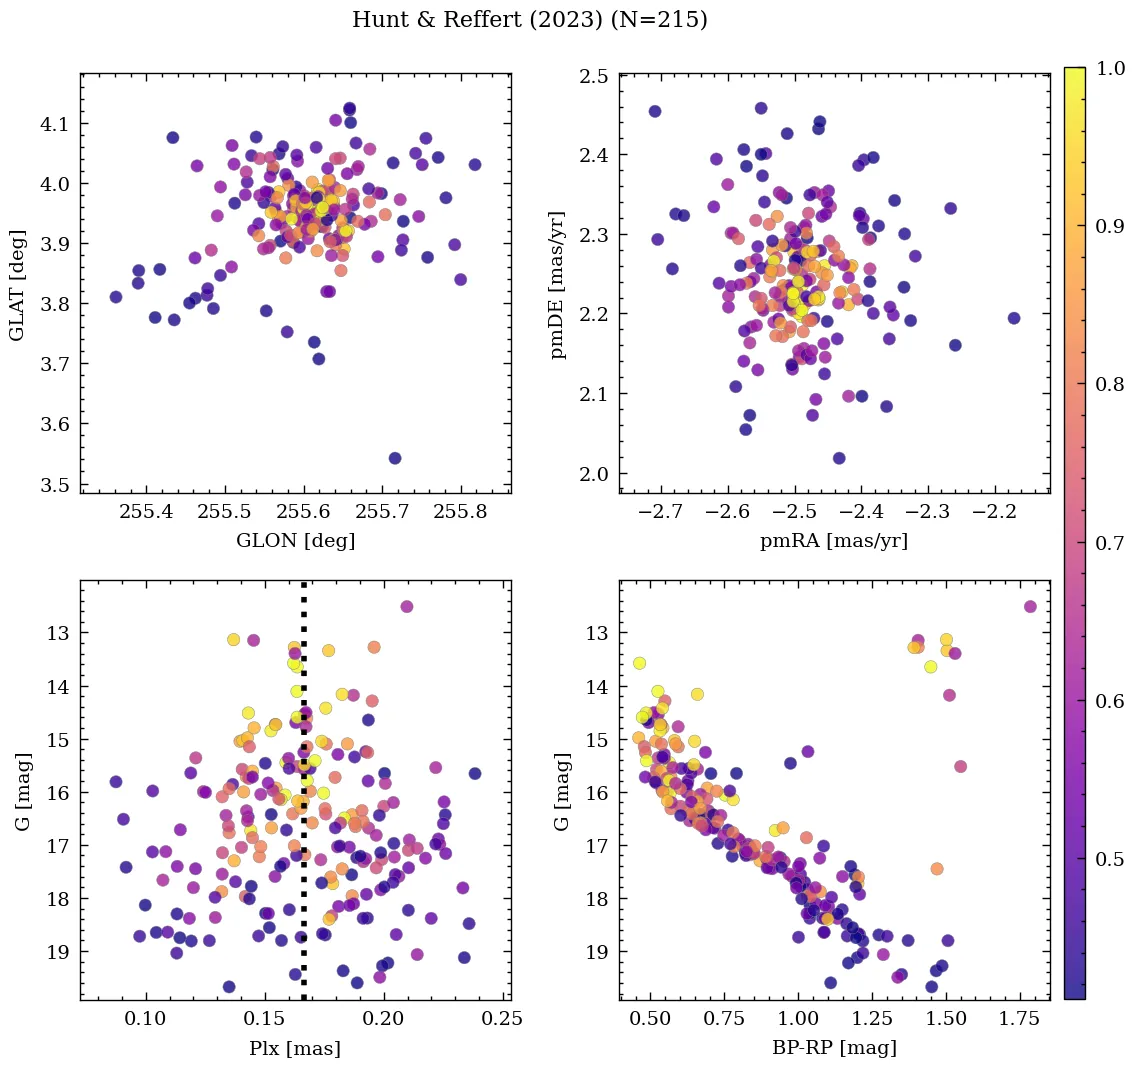 Hunt & Reffert (2023) (N=215)
4.1
4.0
3.9
3.8
3.7
3.6
3.5
GLAT [deg]
255.4 255.5 255.6 255.7 255.8
GLON [deg]
2.5
2.4
2.3
2.2
2.1
2.0
pmDE [mas/yr]
−2.7 −2.6 −2.5 −2.4 −2.3 −2.2
pmRA [mas/yr]
1.0
0.9
0.8
0.7
0.6
0.5
13
14
15
16
17
18
19
G [mag]
0.10 0.15 0.20 0.25
Plx [mas]
13
14
15
16
17
18
19
G [mag]
0.50 0.75 1.00 1.25 1.50 1.75
BP-RP [mag]